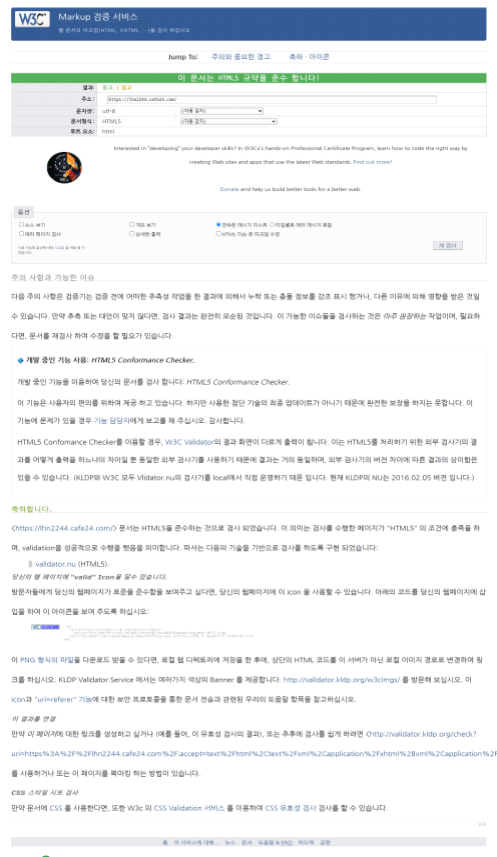 W3C®
Markup 검증 서비스
Jump To: 주의와 중요한 경고 축하 · 아이콘
이 문서는 HTML5 규약을 준수 합니다!
결과: 통과, 1 경고
주소: https://lhn2244.cafe24.com/
문자셋: utf-8 (자동 검지)
문서형식: HTML5 (자동 검지)
루트 요소: html
Interested in "developing" your developer skills? In W3Cx's hands-on Professional Certificate Program, learn how to code the right way by
creating Web sites and apps that use the latest Web standards. Find out more!
Donate and help us build better tools for a better web.
옵션
소스 보기 개요 보기 연속된 메시지 리스트
에러 페이지 검사 상세한 출력 HTML-Tidy 로 마크업 수정
재 검사
주의 사항과 가능한 이슈
다음 주의 사항은 검증기는 검증 전에 어떠한 추측성 작업을 한 결과에 의해서 누락 또는 충돌 정보를 강조 표시 했거나, 다른 이유에 의해 영향을 받은 것일
수 있습니다. 만약 추측 또는 대안이 맞지 않다면, 검사 결과는 완전히 모순된 것입니다. 이 가능한 이슈들을 검사하는 것은 아주 권장하는 작업이며, 필요하
다면, 문서를 재검사 하여 수정을 할 필요가 있습니다.
개발 중인 기능 사용: HTML5 Conformance Checker.
개발 중인 기능을 이용하여 당신의 문서를 검사 합니다: HTML5 Conformance Checker.
이 기능은 사용자의 편의를 위하여 제공 하고 있습니다. 하지만 사용한 첨단 기술의 최종 업데이트가 아니기 때문에 완전한 보장을 하지는 못합니다. 이
기능에 문제가 있을 경우 기능 담당자에게 보고를 해 주십시오. 감사합니다.
HTML5 Confomance Checker를 이용할 경우, W3C Validator의 결과 화면이 다르게 출력이 됩니다. 이는 HTML5를 처리하기 위한 외부 검사기의 결
과를 어떻게 출력을 하느냐의 차이일 뿐 동일한 외부 검사기를 사용하기 때문에 결과는 거의 동일하며, 외부 검사기의 버전 차이에 따른 결과의 상이함은
있을 수 있습니다. (KLDP와 W3C 모두 Vlidator.nu의 검사기를 local에서 직접 운영하기 때문 입니다. 현재 KLDP의 NU는 2016.02.05 버전 입니다.)
축하합니다.
<https://lhn2244.cafe24.com/> 문서는 HTML5을 준수하는 것으로 검사 되었습니다. 이 의미는 검사를 수행한 페이지가 "HTML5" 의 조건에 충족을 하
며, validation을 성공적으로 수행을 했음을 의미합니다. 파서는 다음의 기술을 기반으로 검사를 하도록 구현 되었습니다:
validator.nu (HTML5).
당신의 웹 페이지에 "valid" Icon을 달수 있습니다.
방문자들에게 당신의 웹페이지가 표준을 준수함을 보여주고 싶다면, 당신의 웹페이지에 이 icon 을 사용할 수 있습니다. 아래의 코드를 당신의 웹페이지에 삽
입을 하여 이 아이콘을 보여 주도록 하십시오:
이 PNG 형식의 파일을 다운로드 받을 수 있다면, 로컬 웹 디렉토리에 저장을 한 후에, 상단의 HTML 코드를 이 서버가 아닌 로컬 이미지 경로로 변경하여 링
크를 하십시오. KLDP Validator Service 에서는 여러가지 색상의 Banner 를 제공합니다. http://validator.kldp.org/w3cimgs/ 를 방문해 보십시오. 이
icon과 "uri=referer" 기능에 대한 보안 프로토콜을 통한 문서 전송과 관련된 우리의 도움말 항목을 참고하십시오.
이 결과를 연결
만약 이 페이지에 대한 링크를 생성하고 싶거나 (예를 들어, 이 유효성 검사의 결과), 또는 추후에 검사를 쉽게 하려면 <http://validator.kldp.org/check?
uri=https%3A%2F%2Flhn2244.cafe24.com%2F;accept=text%2Fhtml%2Ctext%2Fxml%2Capplication%2Fxhtml%2Bxml%2Capplication%2F
를 사용하거나 또는 이 페이지를 북마킹 하는 방법이 있습니다.
CSS 스타일 시트 검사
만약 문서에 CSS 를 사용한다면, 또한 W3c 의 CSS Validation 서비스 를 이용하여 CSS 유효성 검사 검사를 할 수 있습니다.
홈 이 서비스에 대해... 뉴스 문서 도움말 & FAQ 피드백 공헌